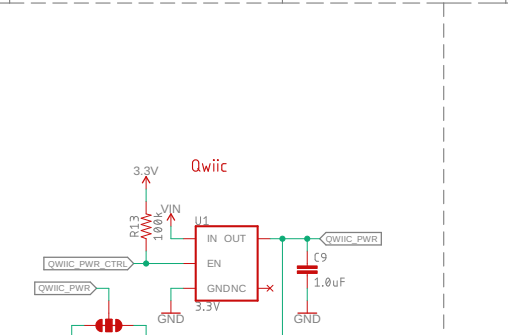 Qwiic
3.3V
VIN
R13
100k
U1
IN OUT
QWIIC_PWR
QWIIC_PWR_CTRL
EN
C9
1.0uF
QWIIC_PWR
GND NC
3.3V
GND
GND